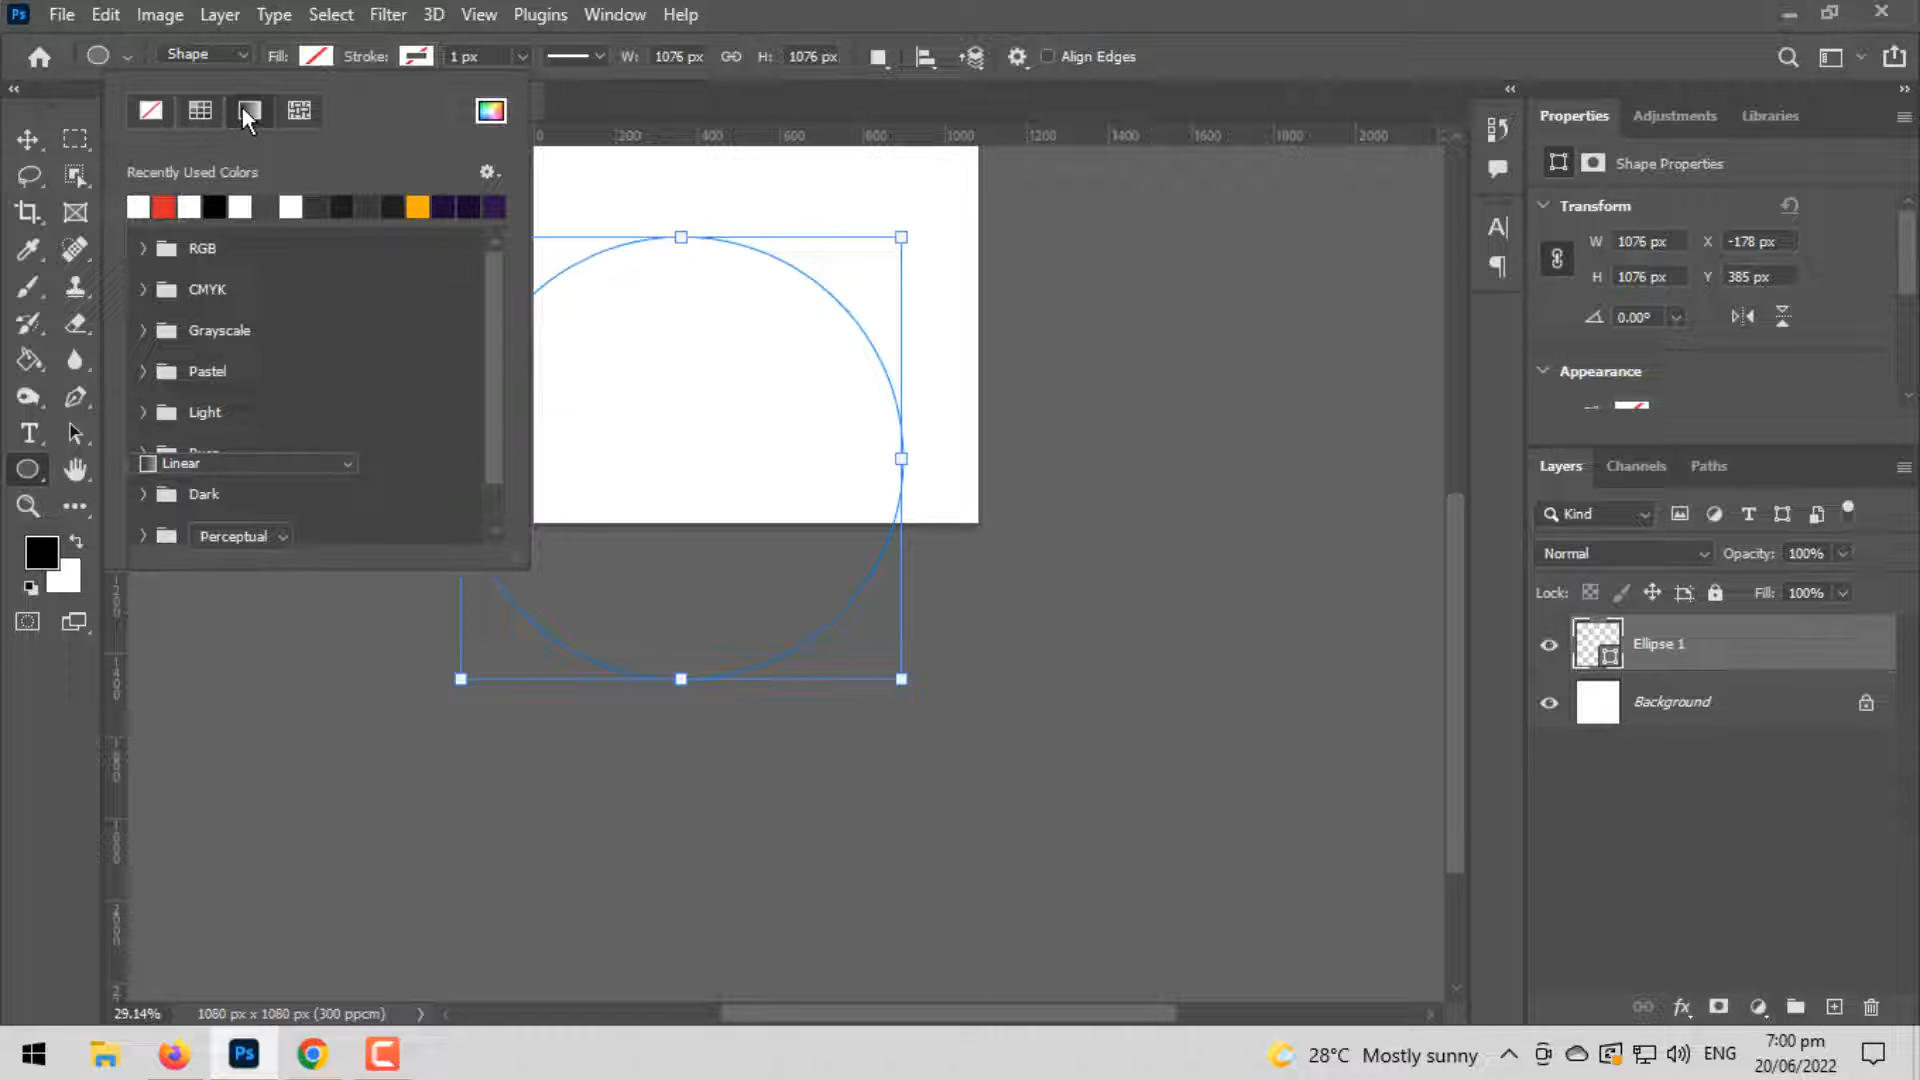 Ps File Edit Image Layer Type Select Filter 3D View Plugins Window Help
Shape Fill: Stroke: 1 px W: 1076 px H: 1076 px Align Edges
Recently Used Colors
RGB
CMYK
Grayscale
Pastel
Light
Linear
Dark
Perceptual
0 200 400 600 800 1000 1200 1400 1600 1800 2000
Properties Adjustments Libraries
Shape Properties
Transform
W 1076 px X -178 px
H 1076 px Y 385 px
0.00°
Appearance
Layers Channels Paths
Kind
Normal Opacity: 100%
Lock: Fill: 100%
Ellipse 1
Background
29.14% 1080 px x 1080 px (300 ppcm)
Ps 28°C Mostly sunny ENG 7:00 pm
20/06/2022